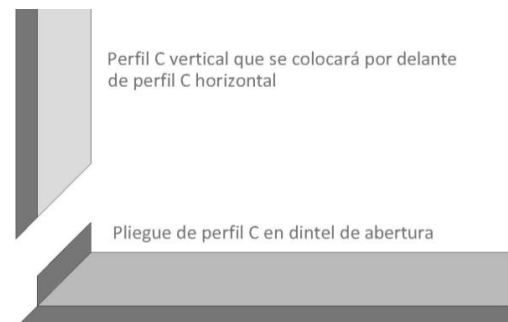 Perfil C vertical que se colocará por delante
de perfil C horizontal
Pliegue de perfil C en dintel de abertura